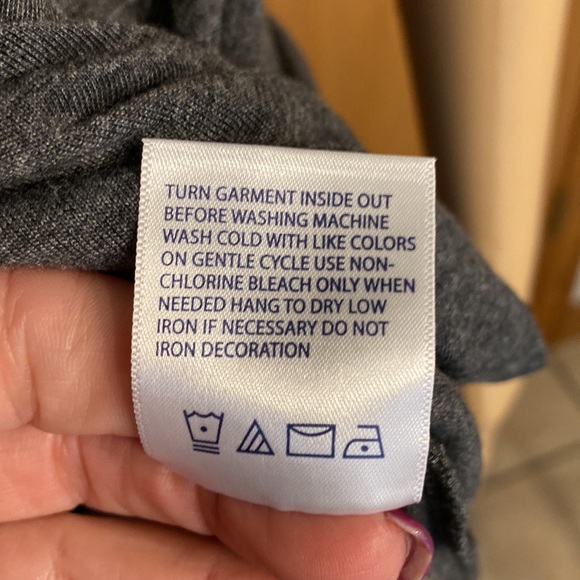 TURN GARMENT INSIDE OUT
BEFORE WASHING MACHINE
WASH COLD WITH LIKE COLORS
ON GENTLE CYCLE USE NON-
CHLORINE BLEACH ONLY WHEN
NEEDED HANG TO DRY LOW
IRON IF NECESSARY DO NOT
IRON DECORATION